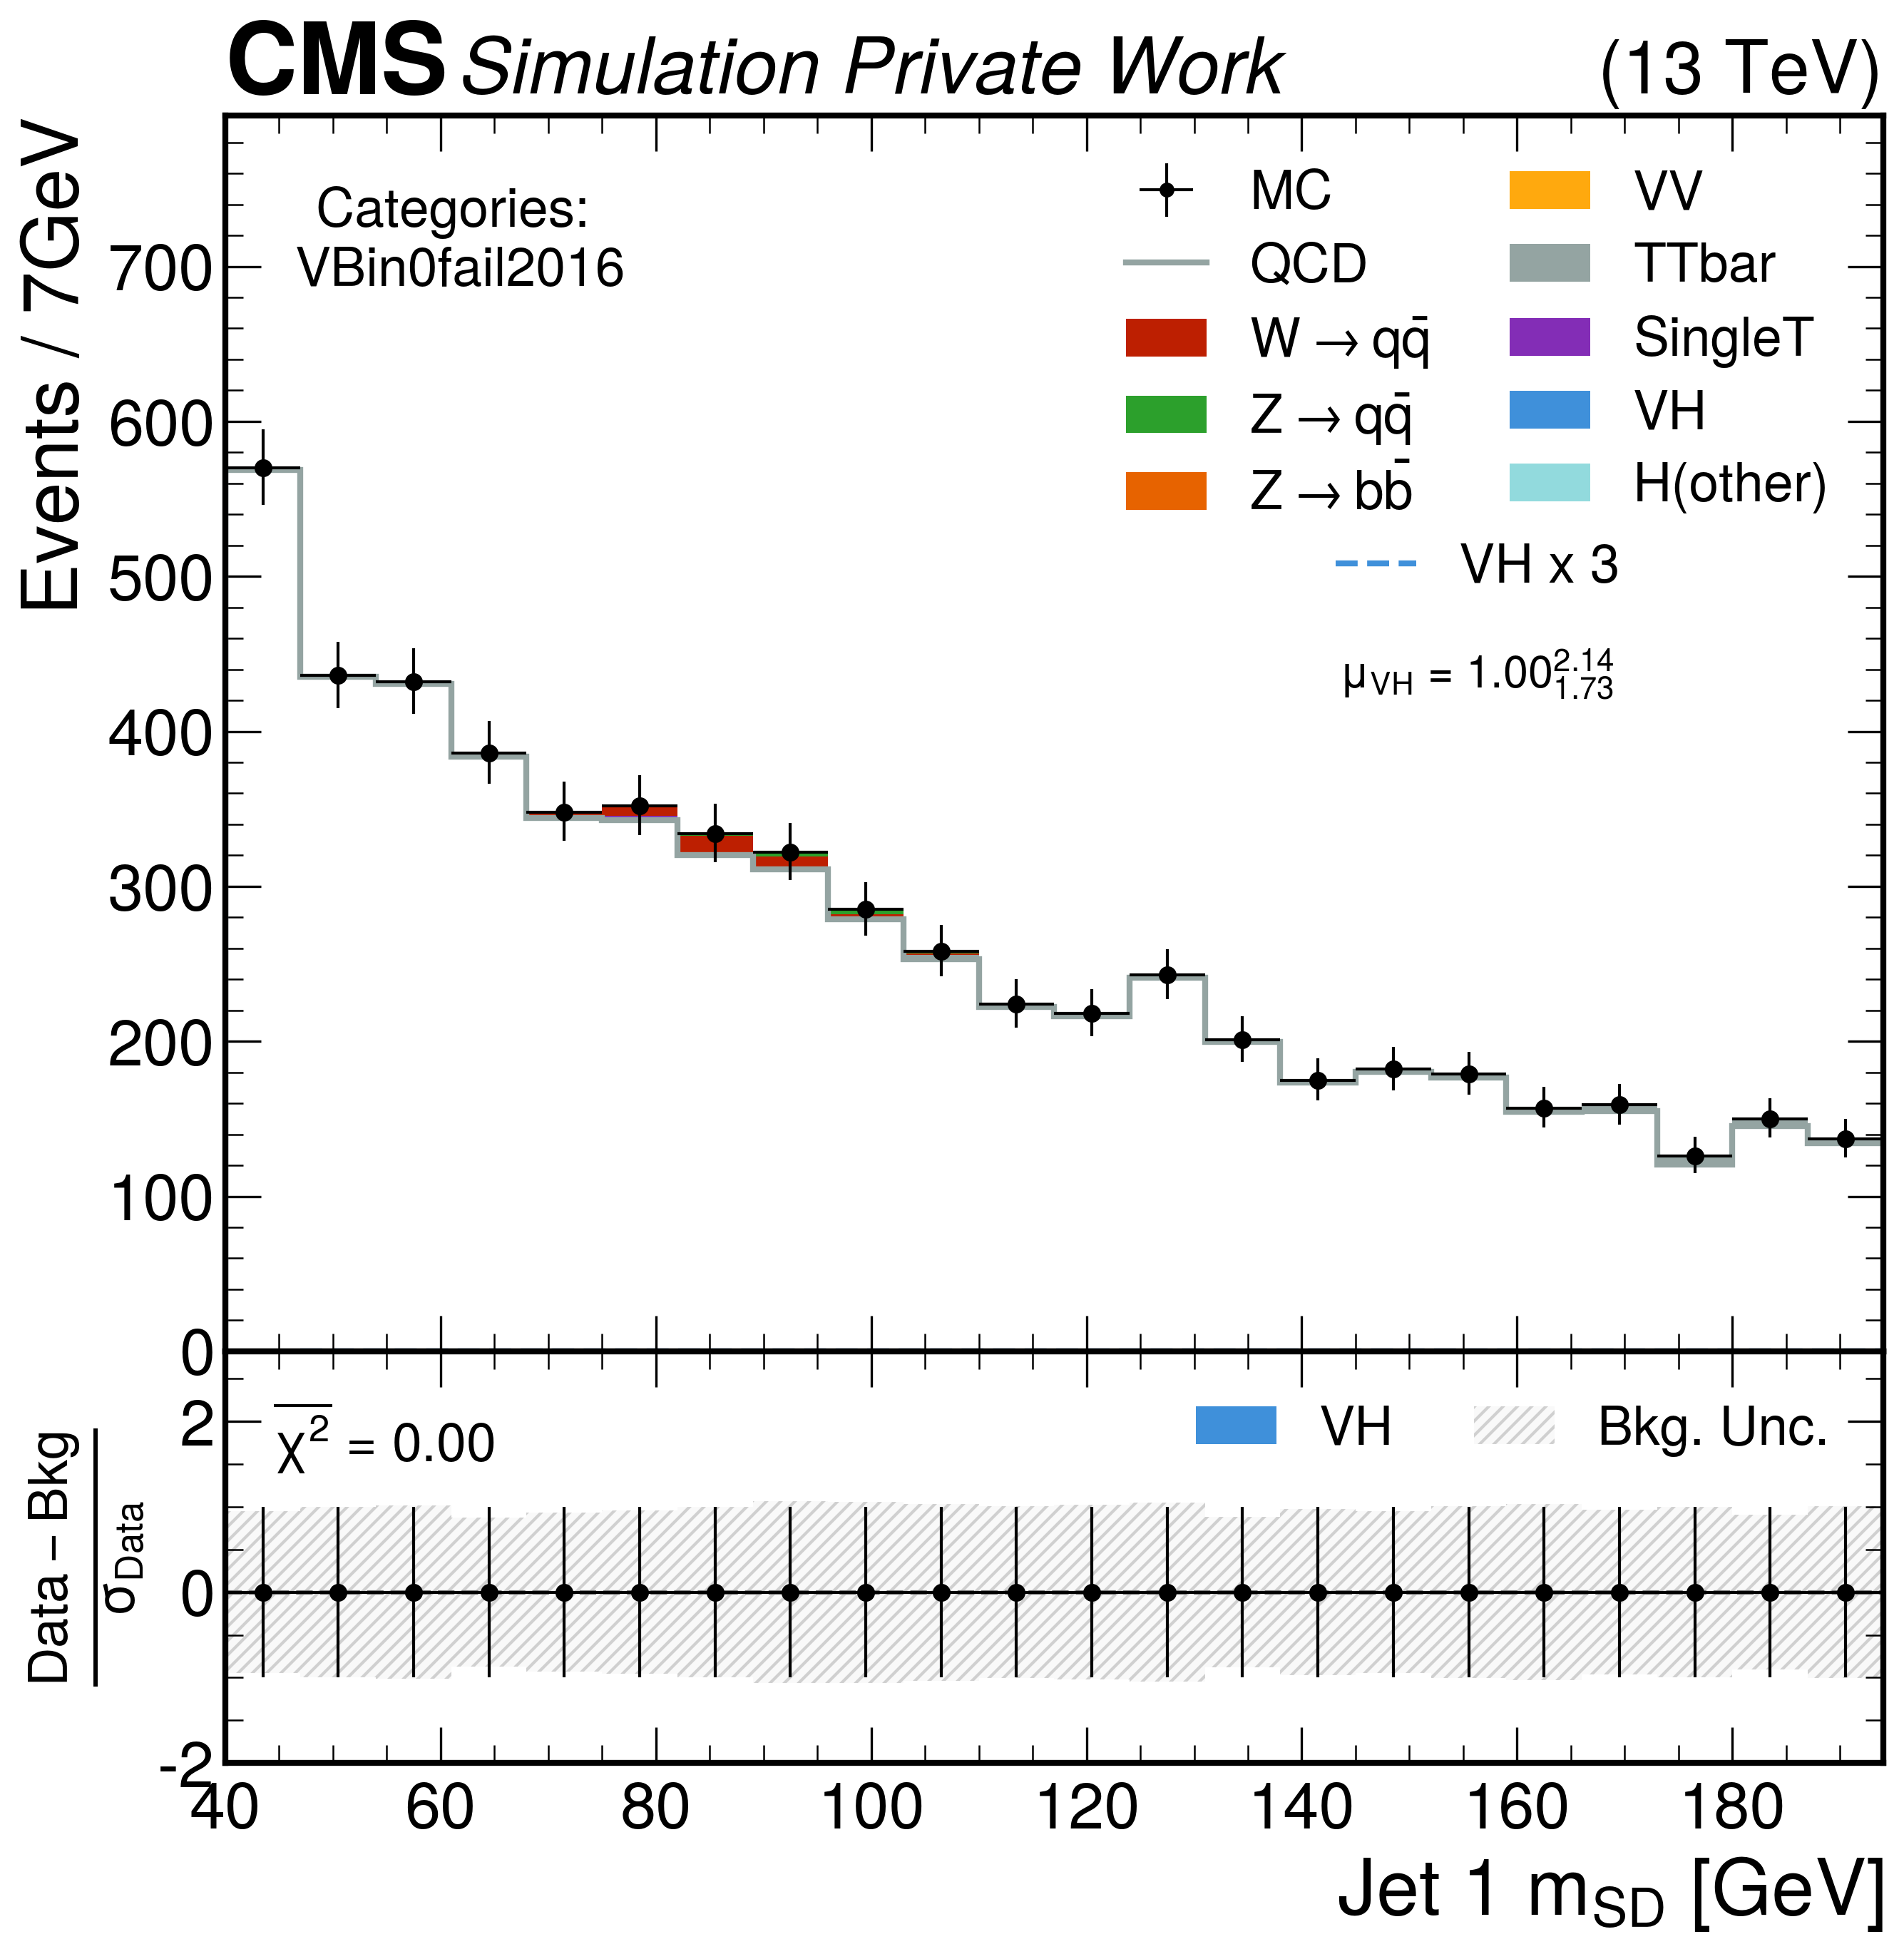 CMS Simulation Private Work (13 TeV)
Events / 7GeV
Categories:
VBin0fail2016
MC
QCD
W → qq̄
Z → qq̄
Z → bb̄
VV
TTbar
SingleT
VH
H(other)
VH x 3
μ_VH = 1.00^2.14_1.73
700
600
500
400
300
200
100
0
Data – Bkg
σ_Data
χ² = 0.00
VH
Bkg. Unc.
2
0
-2
40 60 80 100 120 140 160 180
Jet 1 m_SD [GeV]